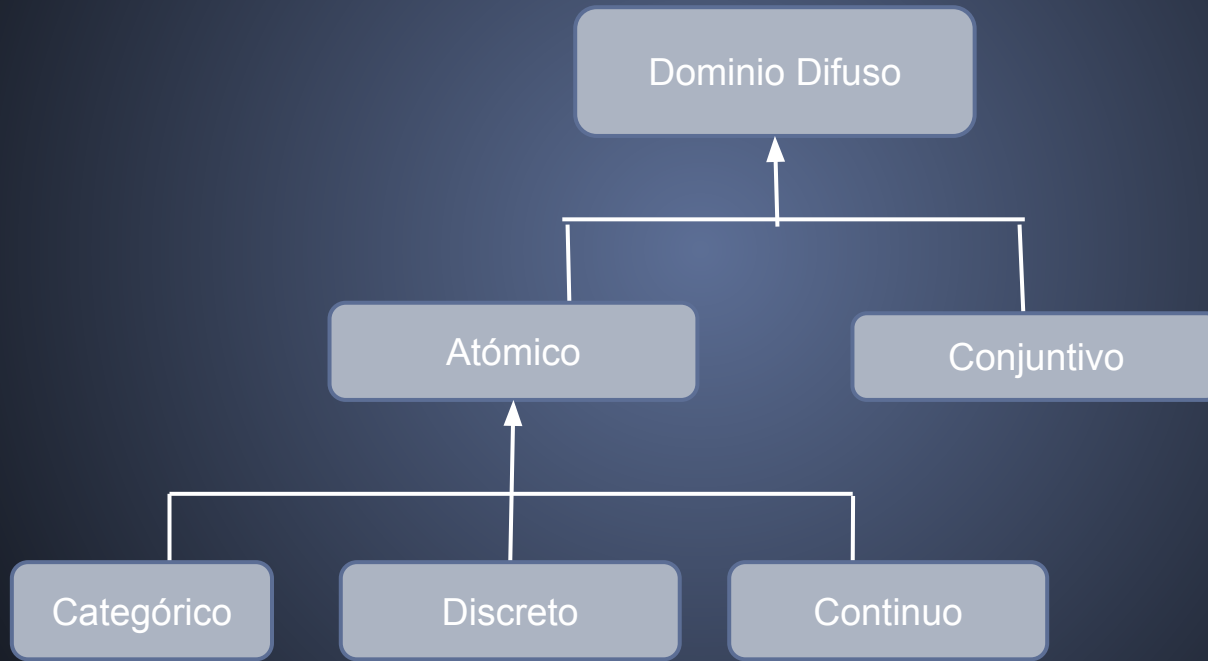 Dominio Difuso
Atómico
Conjuntivo
Categórico
Discreto
Continuo